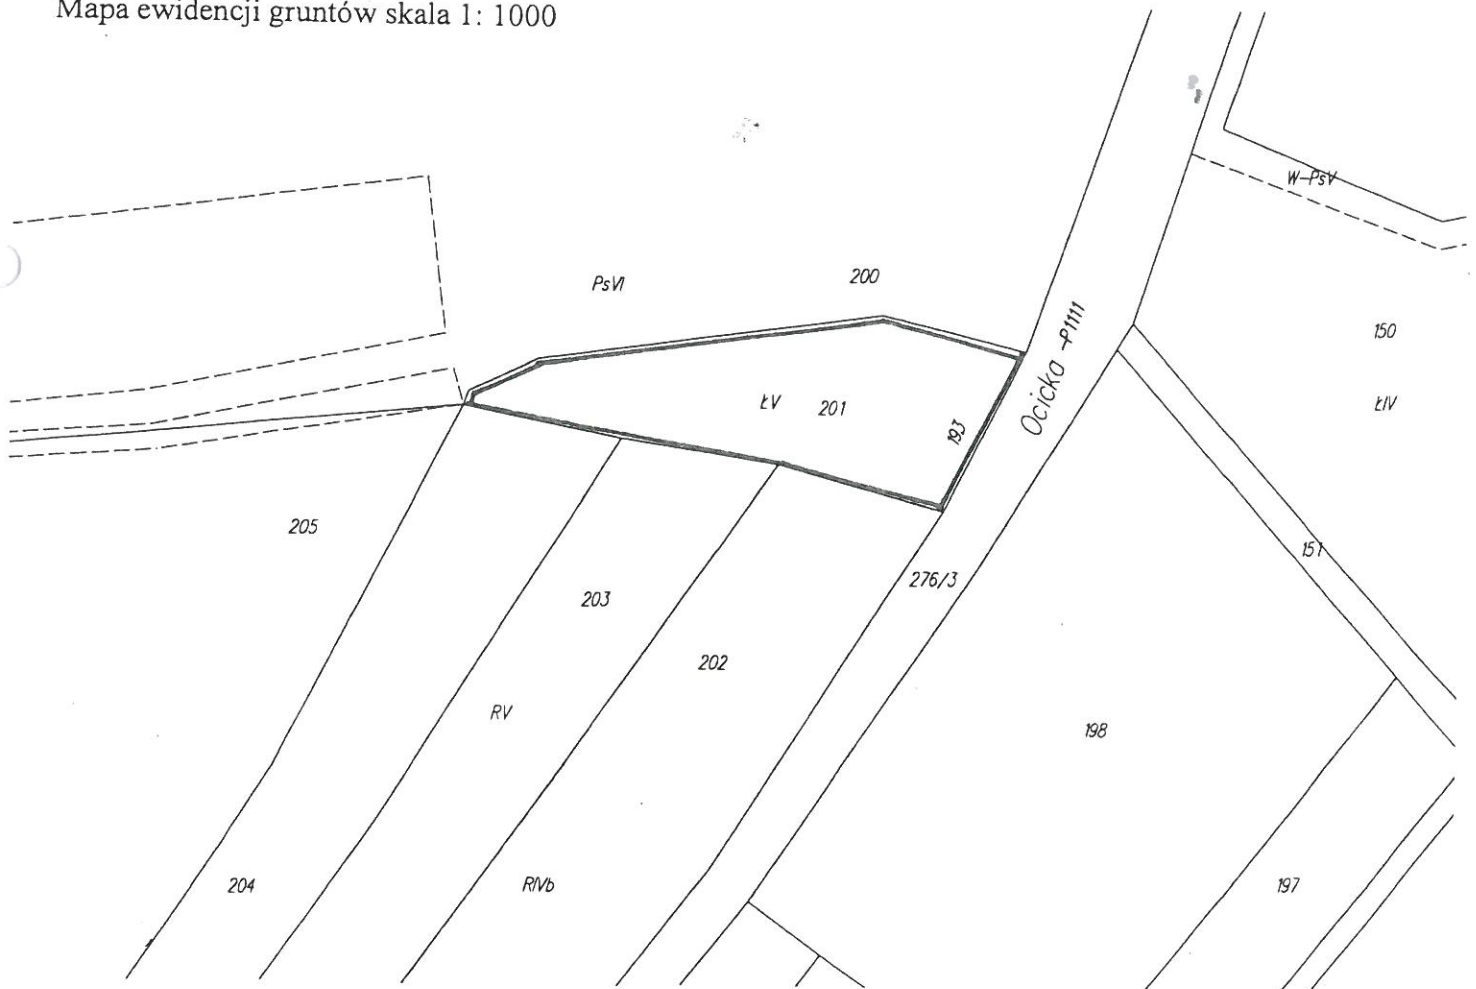 Mapa ewidencji gruntów skala 1: 1000
W-PsV
PsVI
200
150
Ocicka -P1111
ŁV
201
193
ŁIV
205
151
276/3
203
202
RV
198
204
RIVb
197